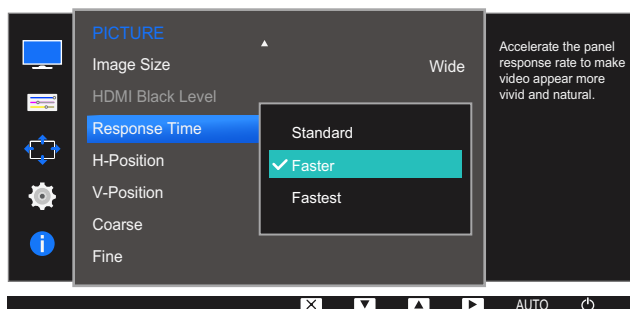 PICTURE
Image Size Wide
HDMI Black Level
Response Time
H-Position
V-Position
Coarse
Fine
Standard
Faster
Fastest
Accelerate the panel
response rate to make
video appear more
vivid and natural.
AUTO